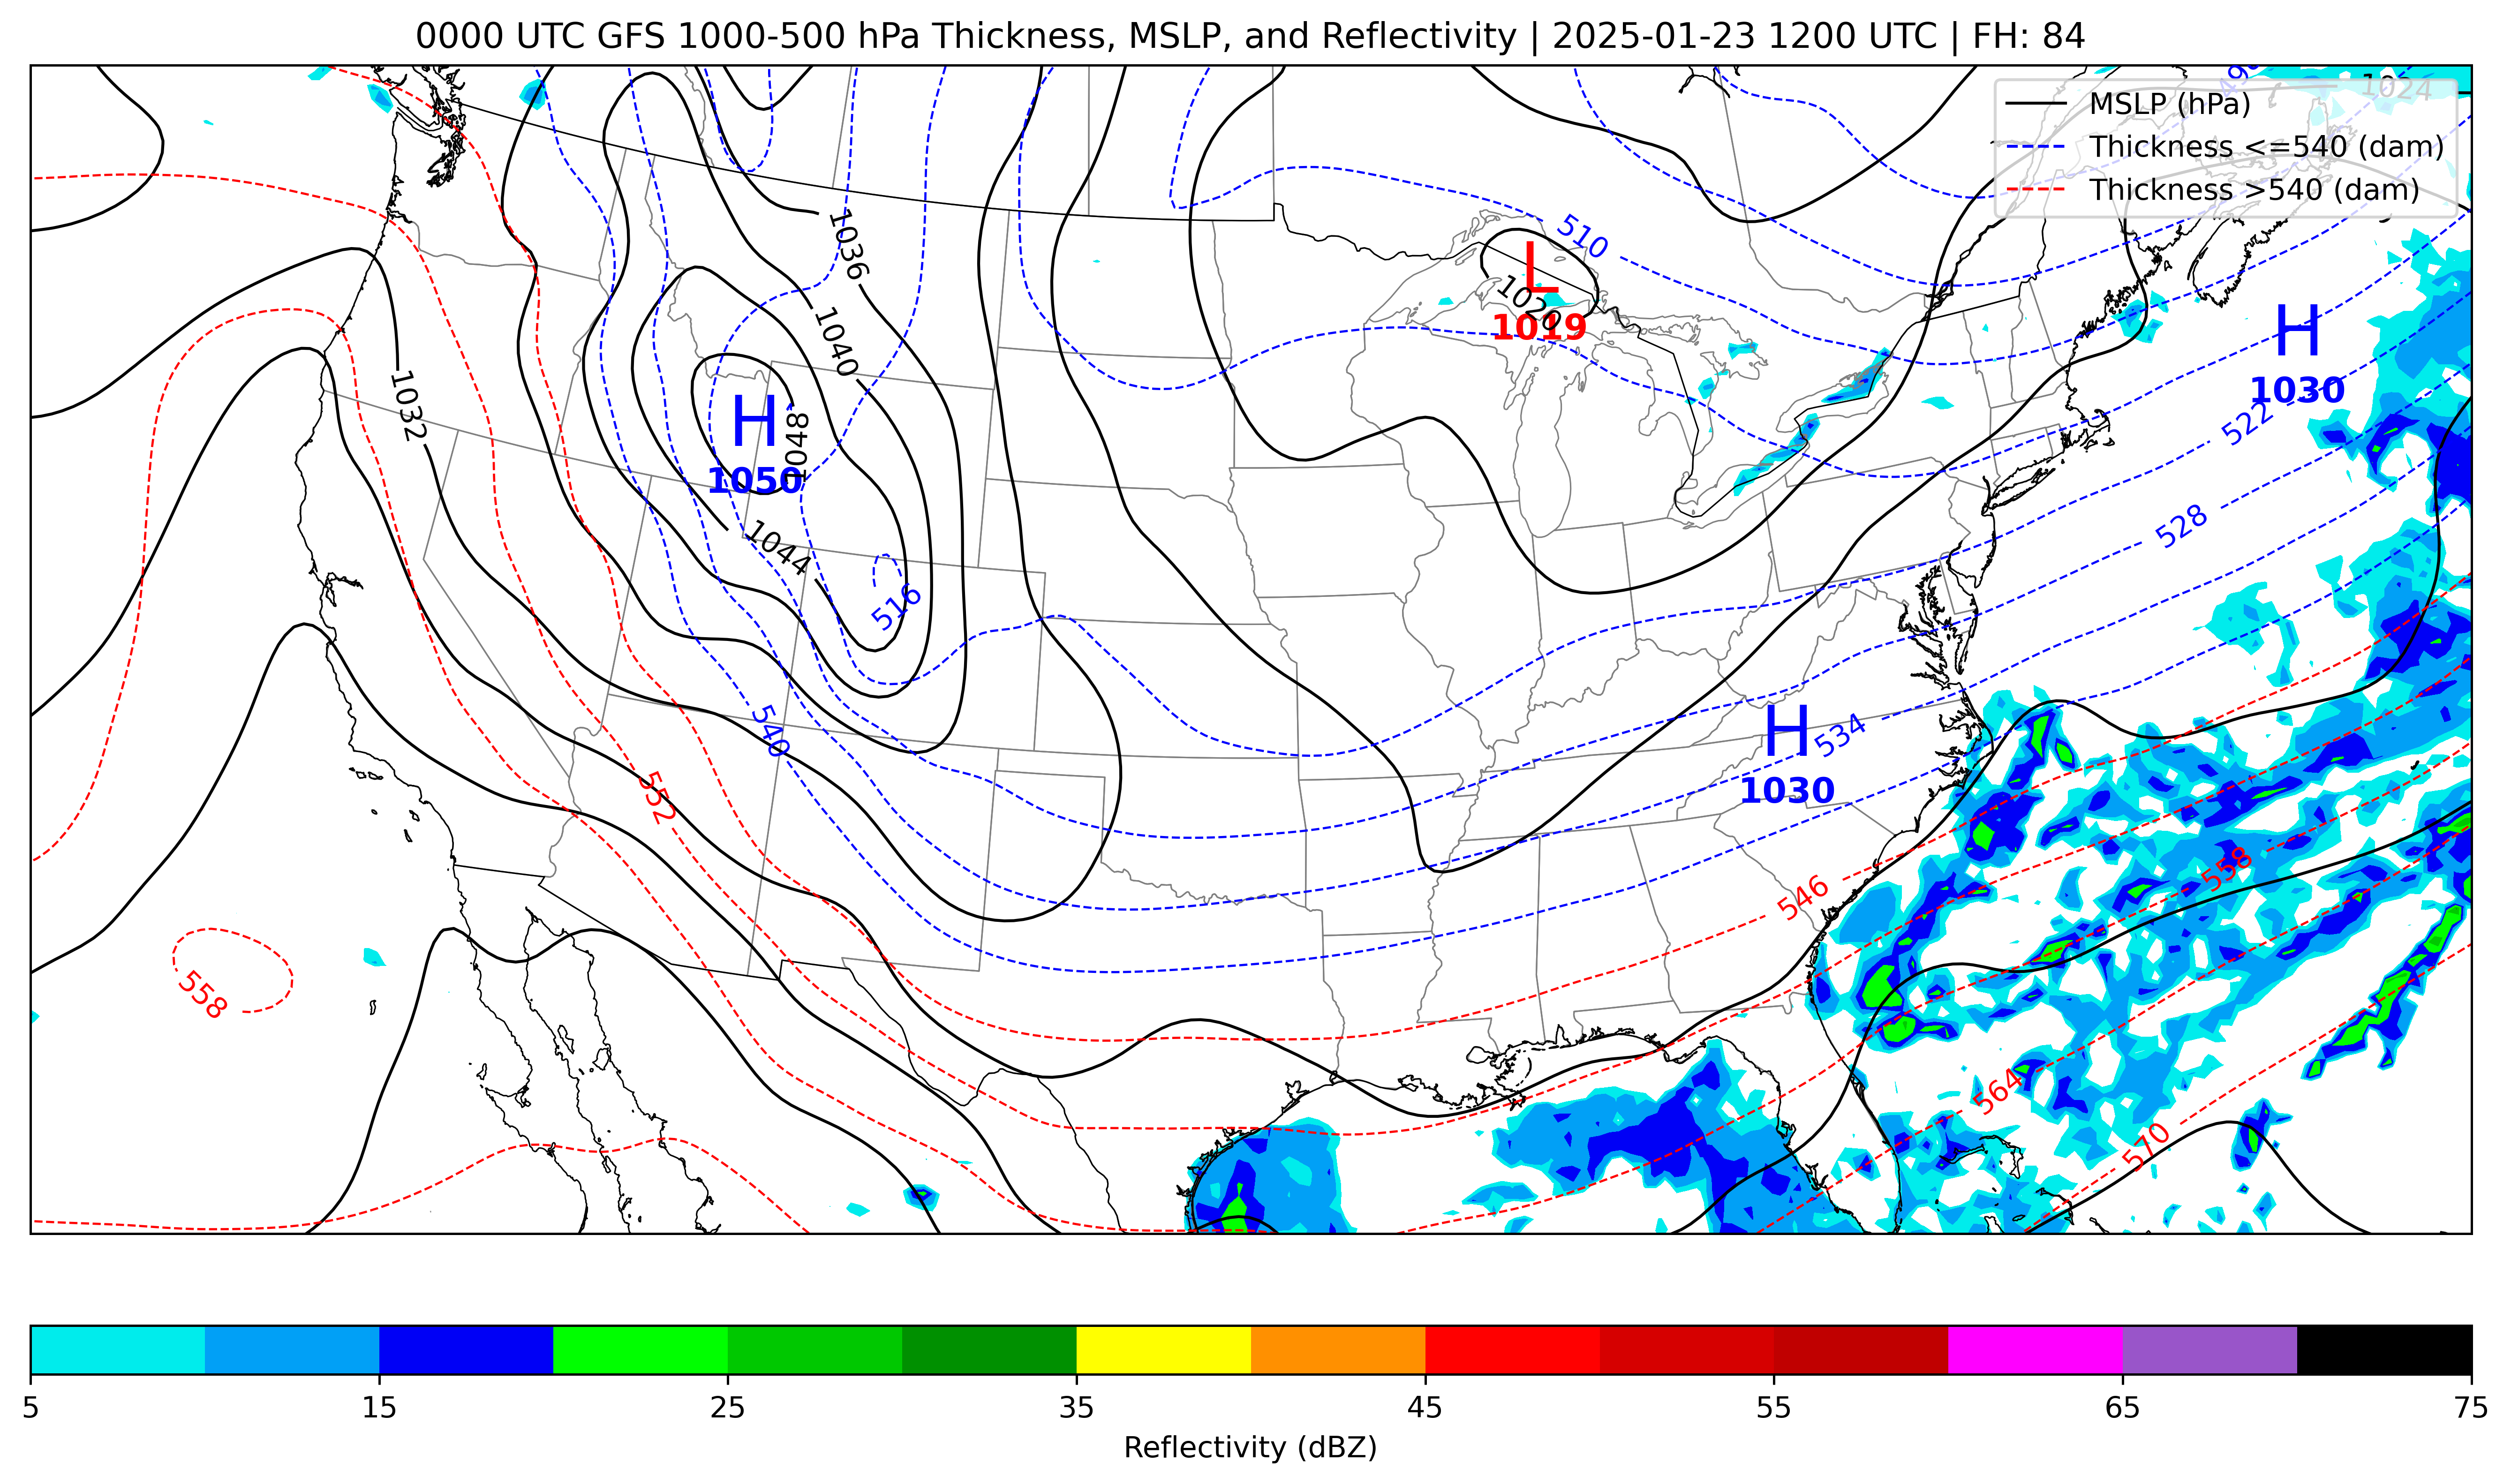 0000 UTC GFS 1000-500 hPa Thickness, MSLP, and Reflectivity | 2025-01-23 1200 UTC | FH: 84
1024
MSLP (hPa)
Thickness <=540 (dam)
Thickness >540 (dam)
1036
510
L
1020
1019
1040
H
1030
1032
H
1048
1050
522
528
1044
516
540
H
534
1030
552
546
558
558
564
570
5 15 25 35 45 55 65 75
Reflectivity (dBZ)